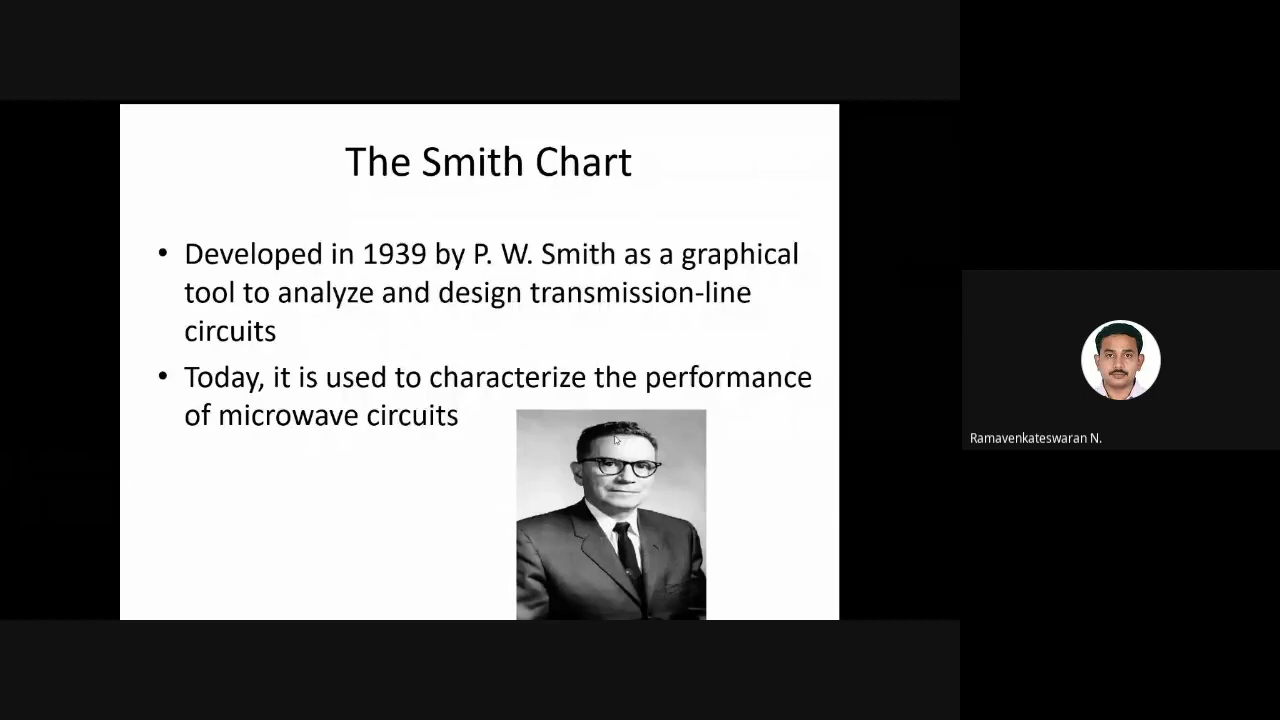 The Smith Chart
• Developed in 1939 by P. W. Smith as a graphical
tool to analyze and design transmission-line
circuits
• Today, it is used to characterize the performance
of microwave circuits
Ramavenkateswaran N.